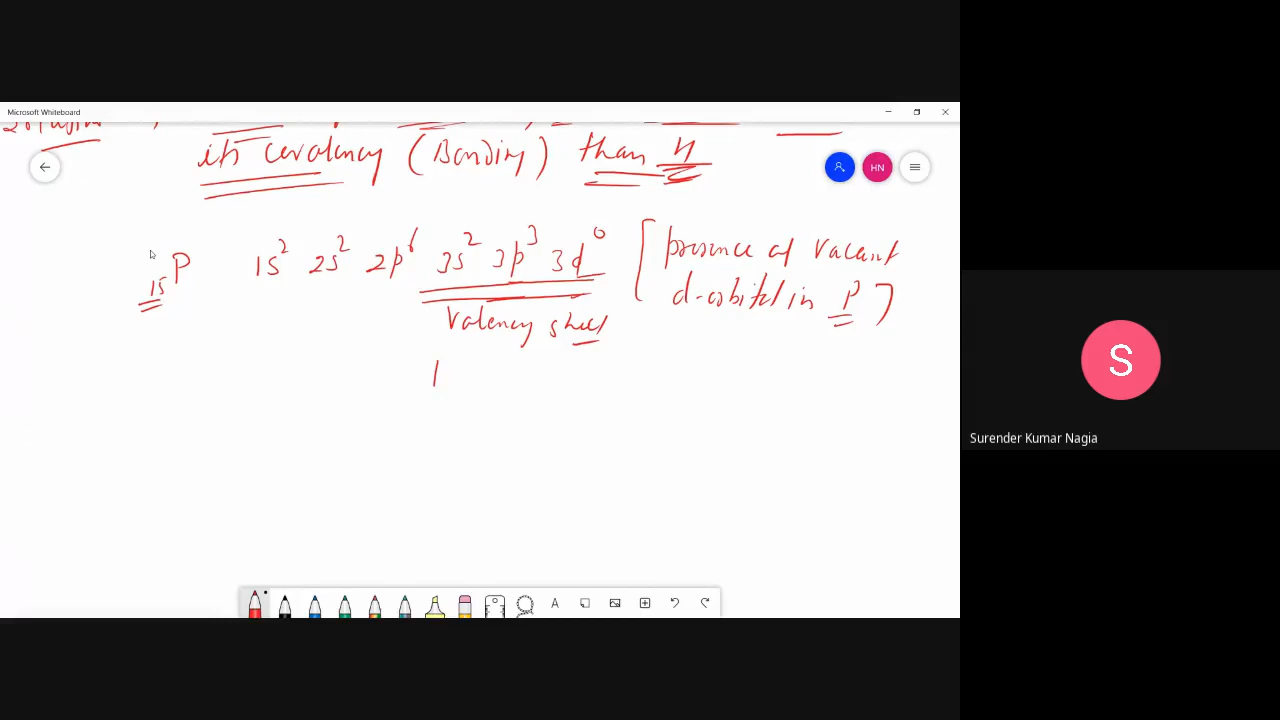 Microsoft Whiteboard
its covalency (Bonding) than N
HN
15P 1s² 2s² 2p⁶ 3s² 3p³ 3d⁰ [presence of vacant
d-orbital in P]
Valency shell
S
Surender Kumar Nagia
A